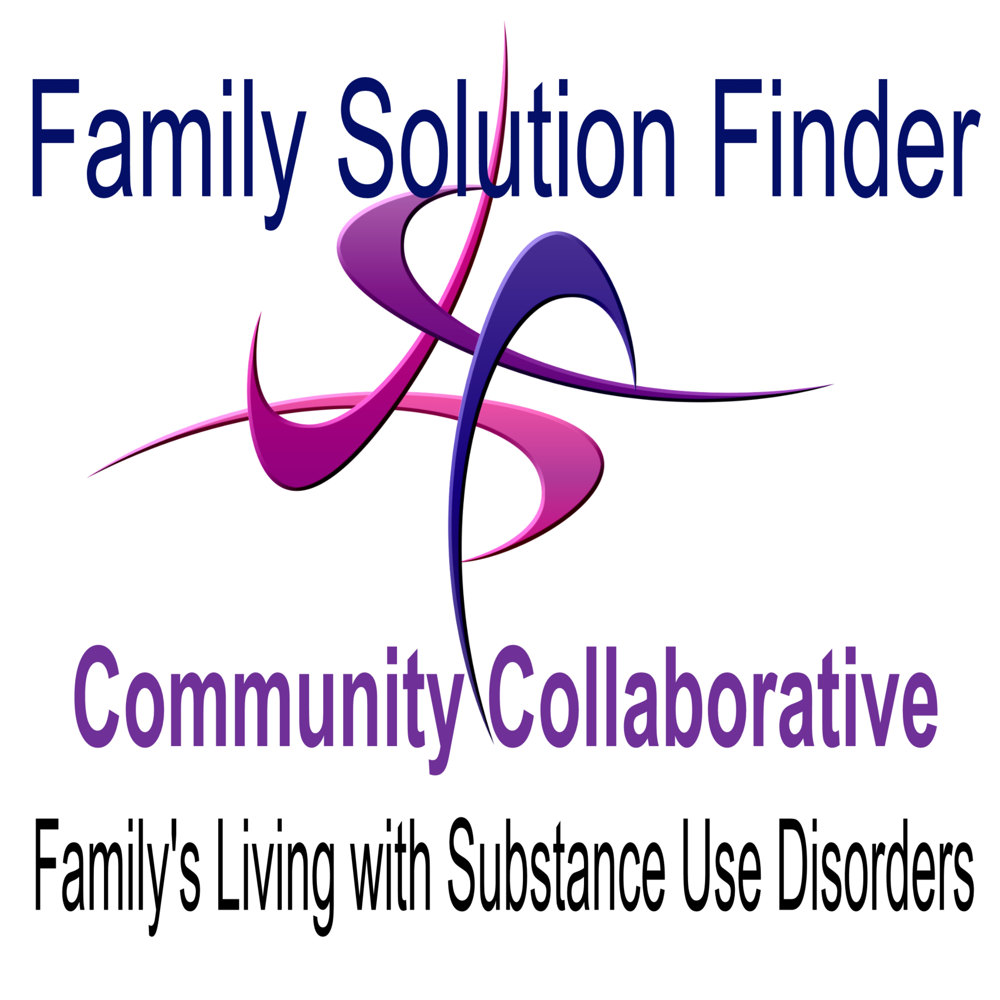 Family Solution Finder
Community Collaborative
Family's Living with Substance Use Disorders